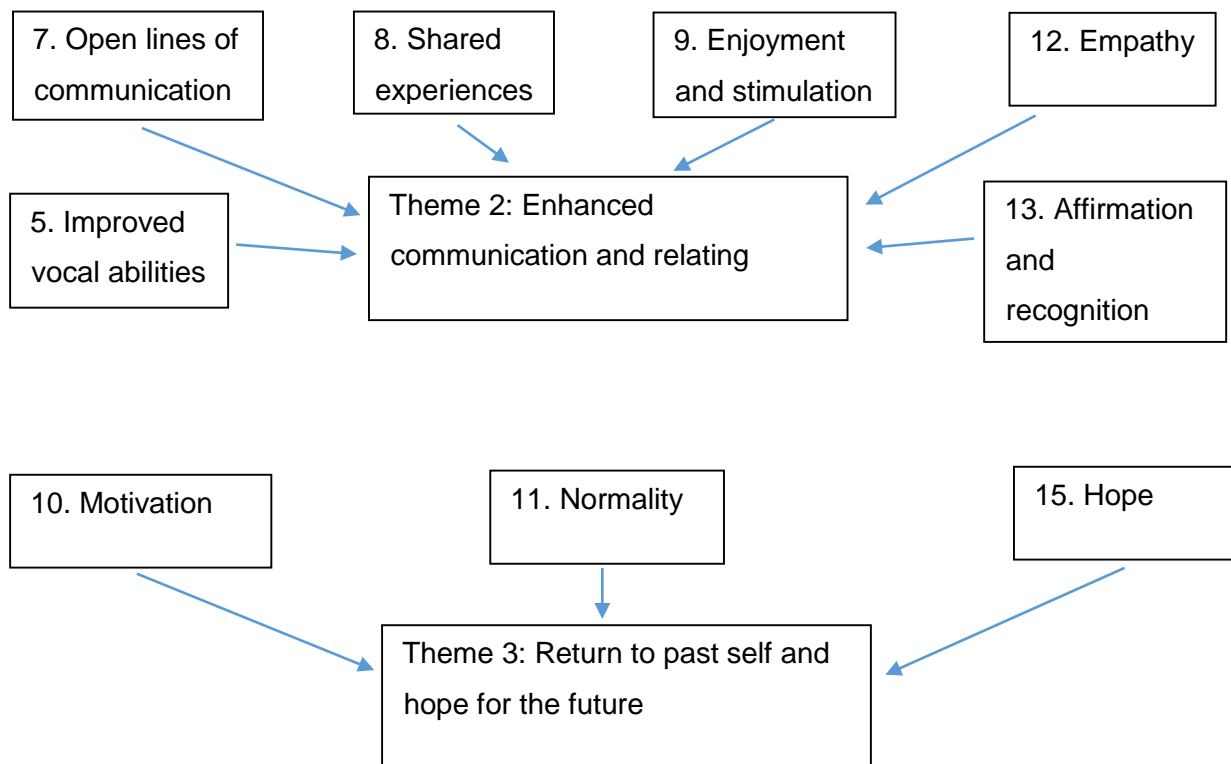 7. Open lines of
communication
8. Shared
experiences
9. Enjoyment
and stimulation
12. Empathy
5. Improved
vocal abilities
Theme 2: Enhanced
communication and relating
13. Affirmation
and
recognition
10. Motivation
11. Normality
15. Hope
Theme 3: Return to past self and
hope for the future